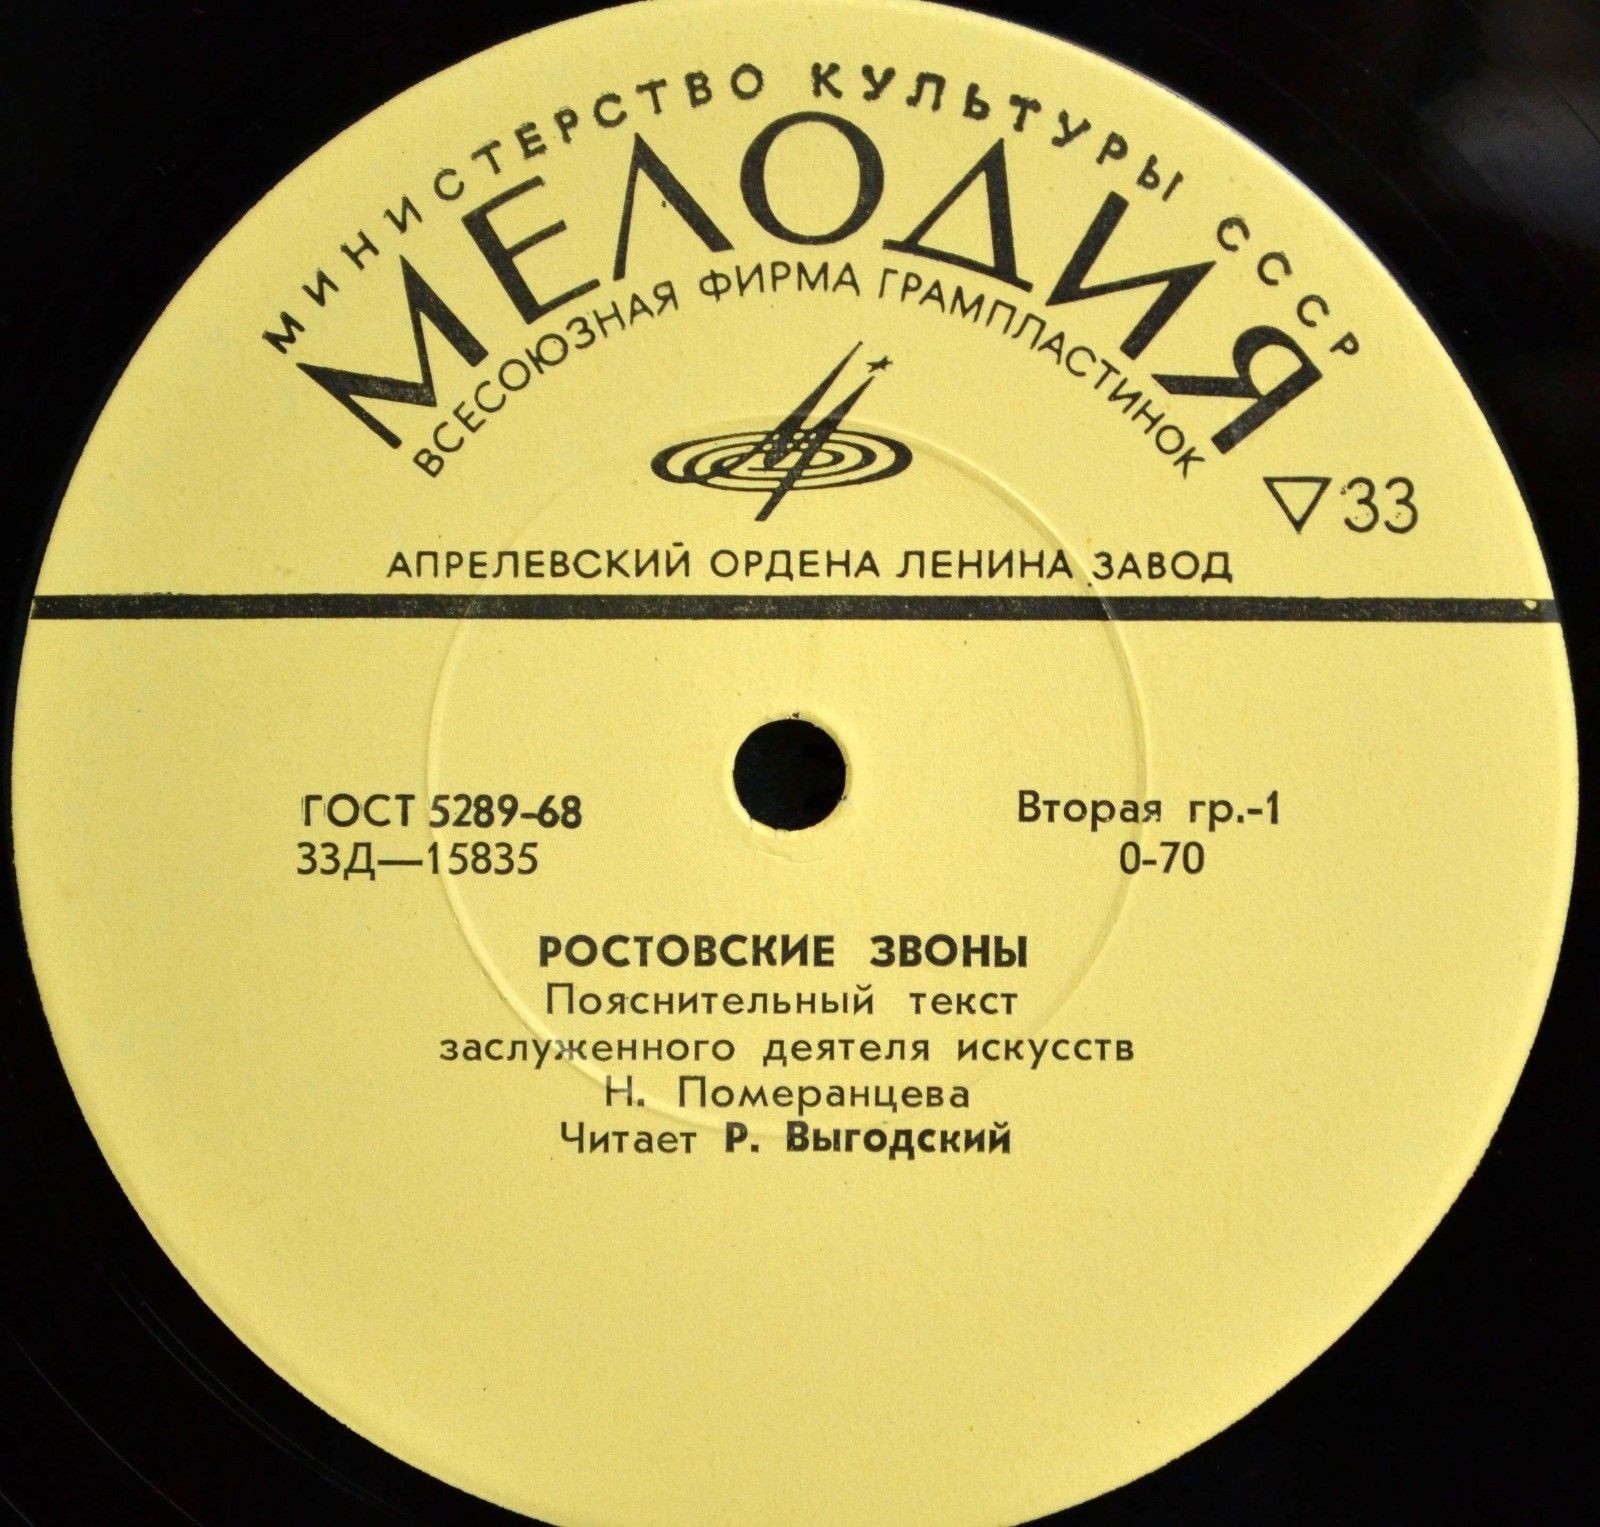 МИНИСТЕРСТВО КУЛЬТУРЫ СССР
МЕЛОДИЯ
ВСЕСОЮЗНАЯ ФИРМА ГРАМПЛАСТИНОК
▽33
АПРЕЛЕВСКИЙ ОРДЕНА ЛЕНИНА ЗАВОД
ГОСТ 5289-68
33Д—15835
Вторая гр.-1
0-70
РОСТОВСКИЕ ЗВОНЫ
Пояснительный текст
заслуженного деятеля искусств
Н. Померанцева
Читает Р. Выгодский